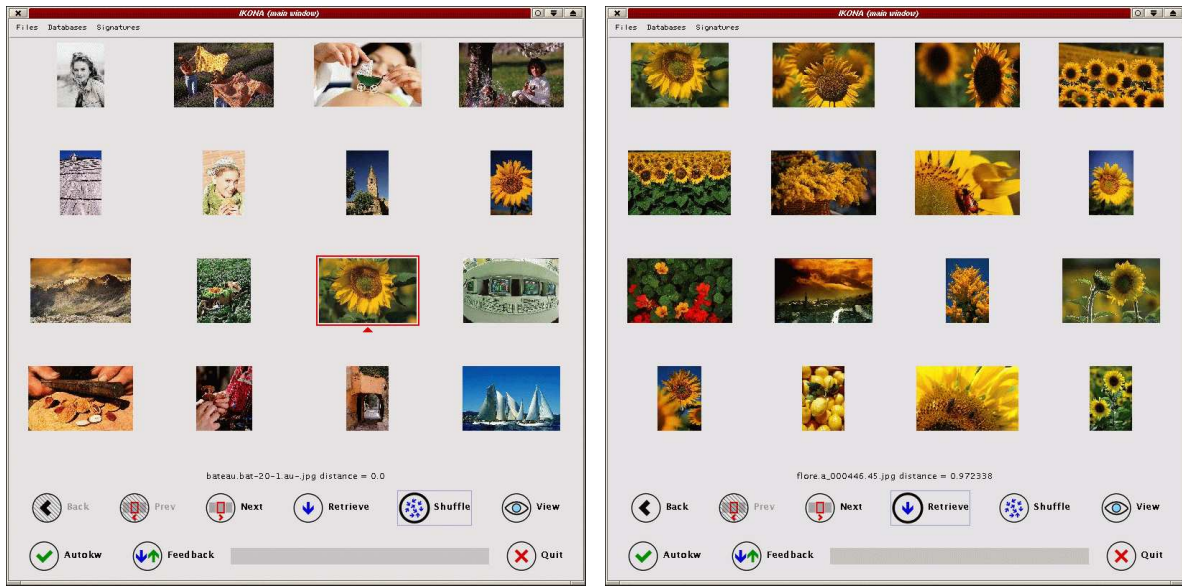 IKONA (main window)
Files Databases Signatures
bateau.bat-20-1.au-.jpg distance = 0.0
Back Prev Next Retrieve Shuffle View
Autokw Feedback Quit
IKONA (main window)
Files Databases Signatures
flore.a_000446.45.jpg distance = 0.972338
Back Prev Next Retrieve Shuffle View
Autokw Feedback Quit